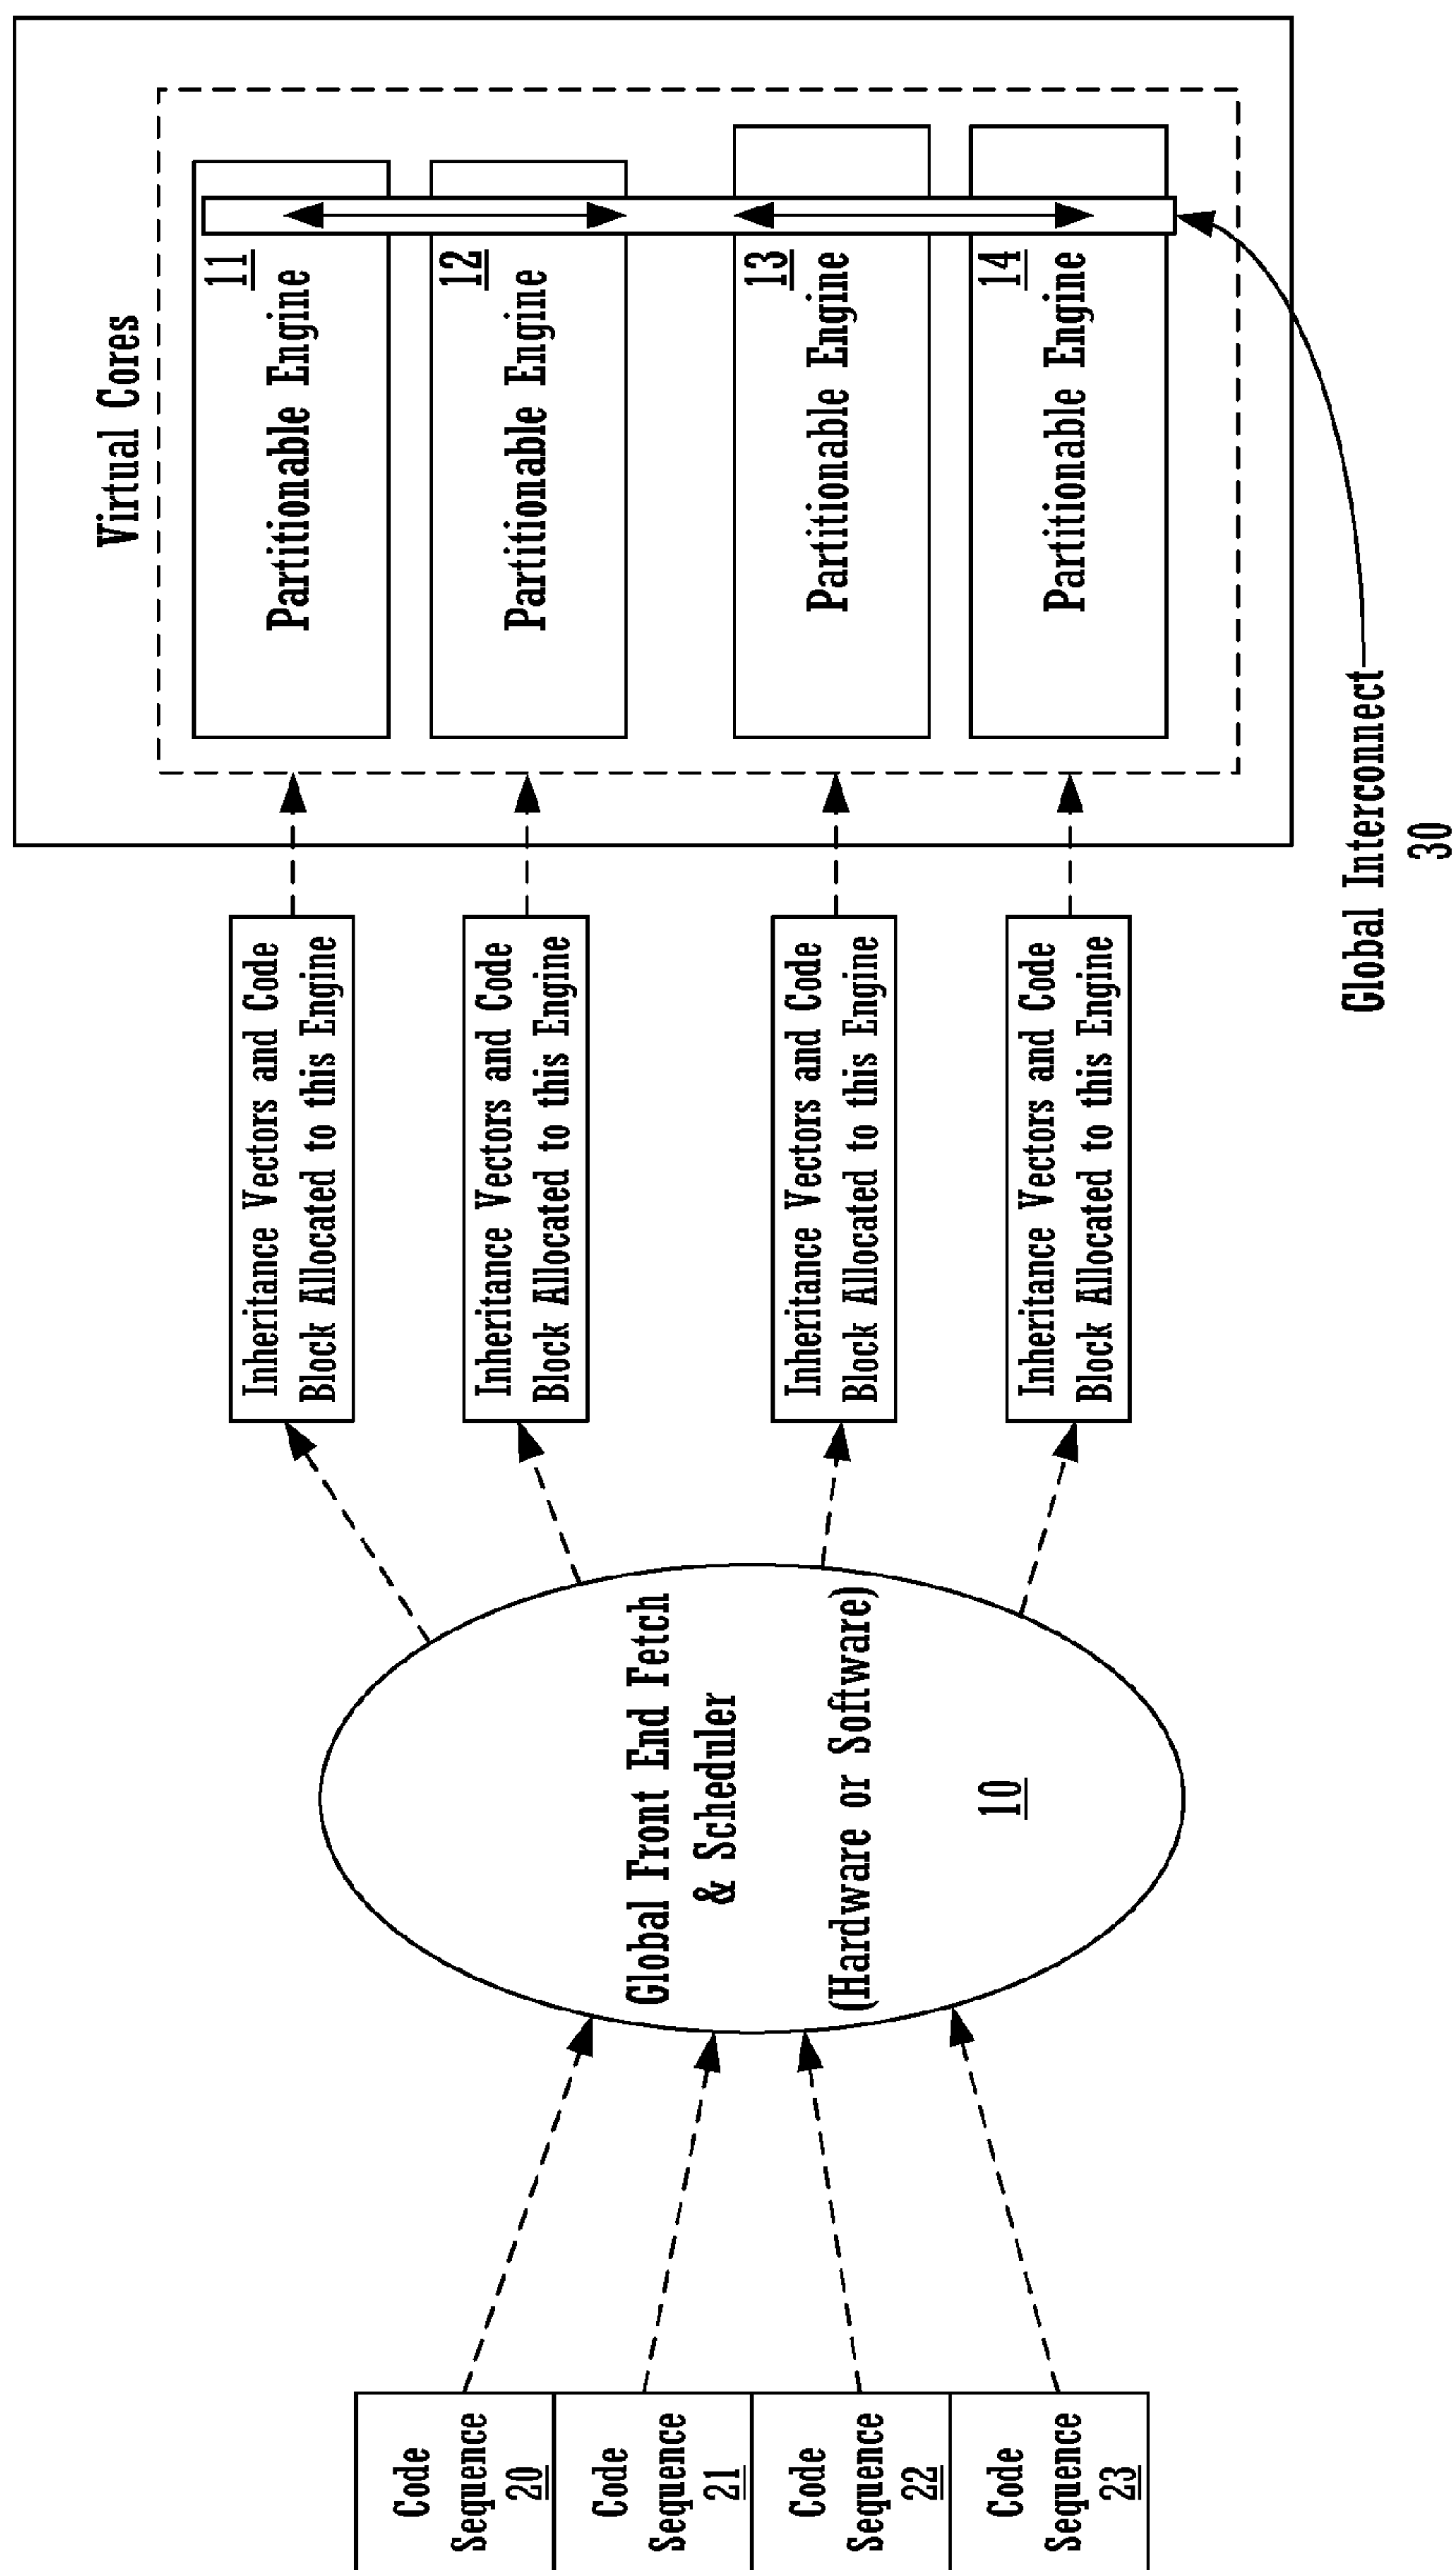 Code
Sequence
20
Code
Sequence
21
Code
Sequence
22
Code
Sequence
23
Global Front End Fetch
& Scheduler
(Hardware or Software)
10
Inheritance Vectors and Code
Block Allocated to this Engine
Inheritance Vectors and Code
Block Allocated to this Engine
Inheritance Vectors and Code
Block Allocated to this Engine
Inheritance Vectors and Code
Block Allocated to this Engine
Virtual Cores
11
Partitionable Engine
12
Partitionable Engine
13
Partitionable Engine
14
Partitionable Engine
Global Interconnect
30